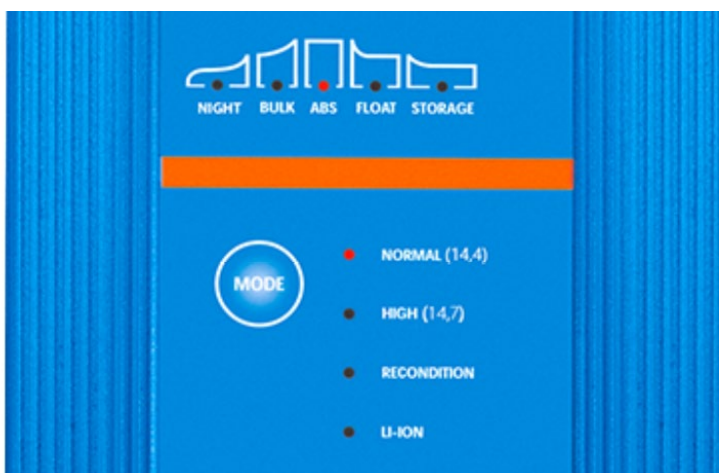 NIGHT BULK ABS FLOAT STORAGE
MODE
NORMAL (14,4)
HIGH (14,7)
RECONDITION
LI-ION